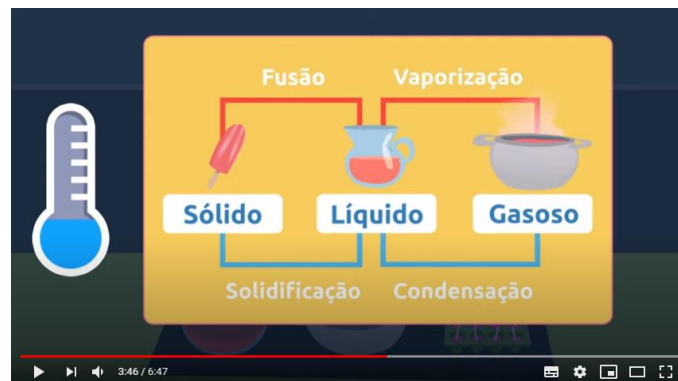 Fusão Vaporização
Sólido Líquido Gasoso
Solidificação Condensação
3:46 / 6:47